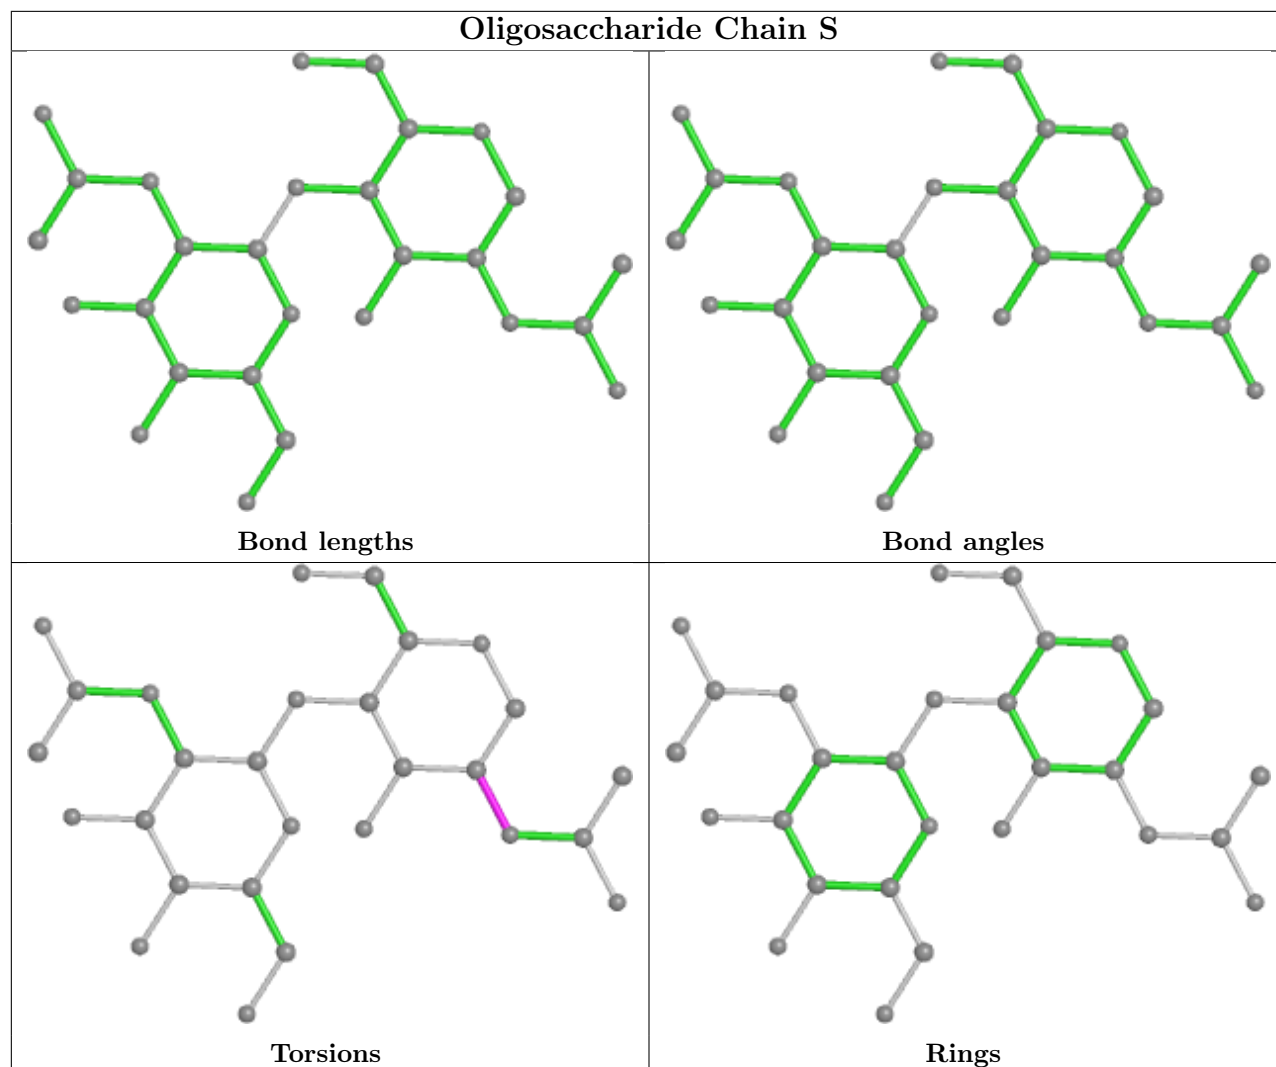 Oligosaccharide Chain S
Bond lengths
Bond angles
Torsions
Rings